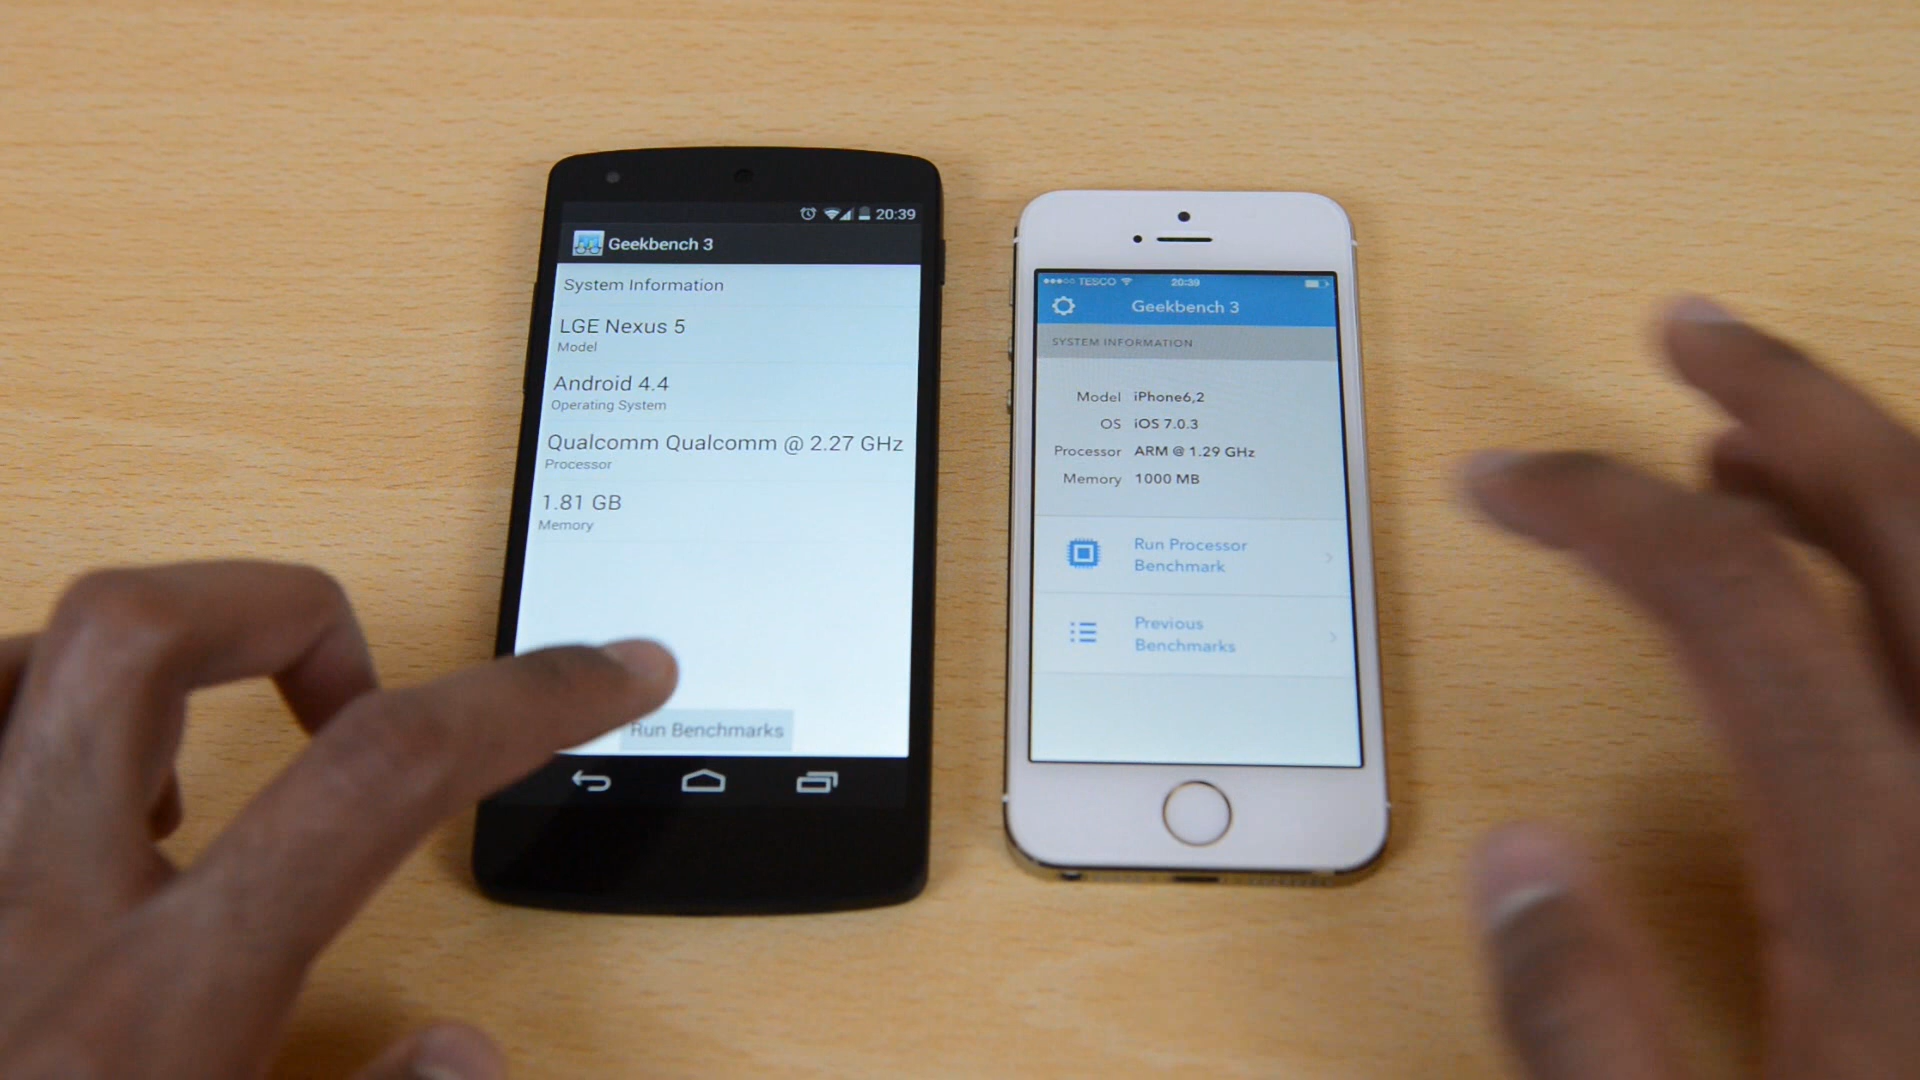 20:39
Geekbench 3
System Information
LGE Nexus 5
Model
Android 4.4
Operating System
Qualcomm Qualcomm @ 2.27 GHz
Processor
1.81 GB
Memory
Run Benchmarks
TESCO 20:39
Geekbench 3
SYSTEM INFORMATION
Model iPhone6,2
OS iOS 7.0.3
Processor ARM @ 1.29 GHz
Memory 1000 MB
Run Processor
Benchmark
Previous
Benchmarks